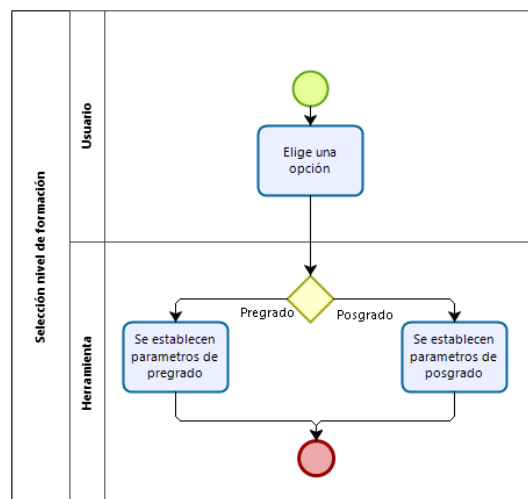 Selección nivel de formación
Usuario
Elige una
opción
Herramienta
Pregrado
Posgrado
Se establecen
parametros de
pregrado
Se establecen
parametros de
posgrado